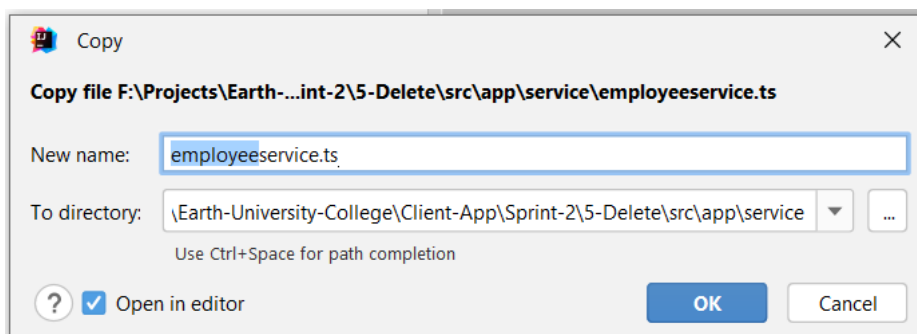 Copy
Copy file F:\Projects\Earth-...int-2\5-Delete\src\app\service\employeeservice.ts
New name: employeeservice.ts
To directory: \Earth-University-College\Client-App\Sprint-2\5-Delete\src\app\service ...
Use Ctrl+Space for path completion
? Open in editor OK Cancel